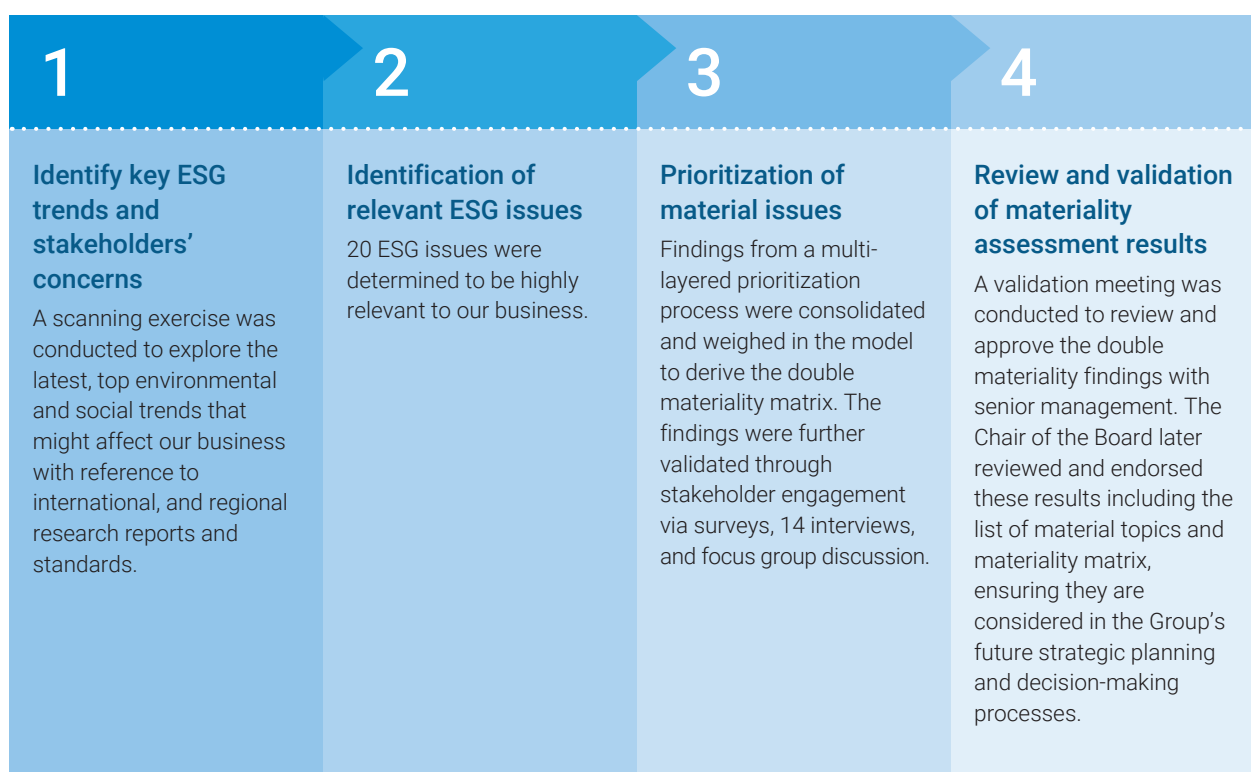 1
Identify key ESG
trends and
stakeholders’
concerns
A scanning exercise was
conducted to explore the
latest, top environmental
and social trends that
might affect our business
with reference to
international, and regional
research reports and
standards.
2
Identification of
relevant ESG issues
20 ESG issues were
determined to be highly
relevant to our business.
3
Prioritization of
material issues
Findings from a multi-
layered prioritization
process were consolidated
and weighed in the model
to derive the double
materiality matrix. The
findings were further
validated through
stakeholder engagement
via surveys, 14 interviews,
and focus group discussion.
4
Review and validation
of materiality
assessment results
A validation meeting was
conducted to review and
approve the double
materiality findings with
senior management. The
Chair of the Board later
reviewed and endorsed
these results including the
list of material topics and
materiality matrix,
ensuring they are
considered in the Group’s
future strategic planning
and decision-making
processes.